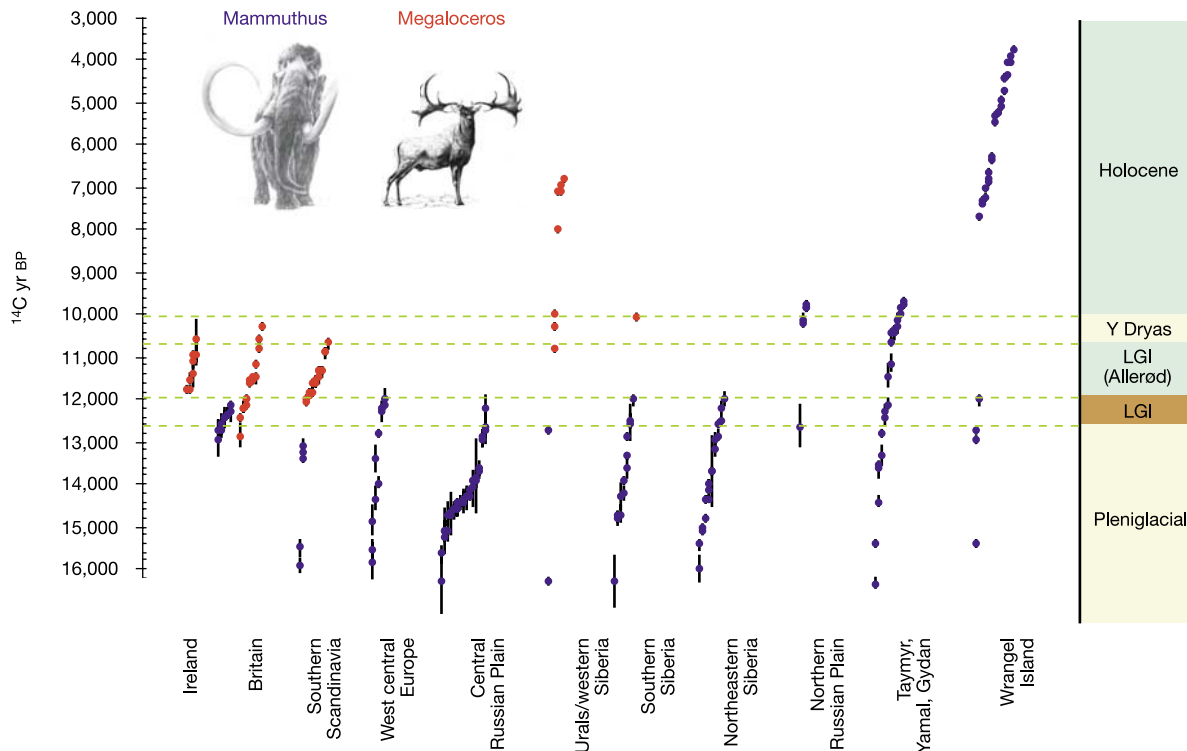 Mammuthus
Megaloceros
3,000
4,000
5,000
6,000
7,000
8,000
9,000
10,000
11,000
12,000
13,000
14,000
15,000
16,000
14C yr BP
Holocene
Y Dryas
LGI
(Allerød)
LGI
Pleniglacial
Ireland
Britain
Southern
Scandinavia
West central
Europe
Central
Russian Plain
Urals/western
Siberia
Southern
Siberia
Northeastern
Siberia
Northern
Russian Plain
Taymyr,
Yamal, Gydan
Wrangel
Island